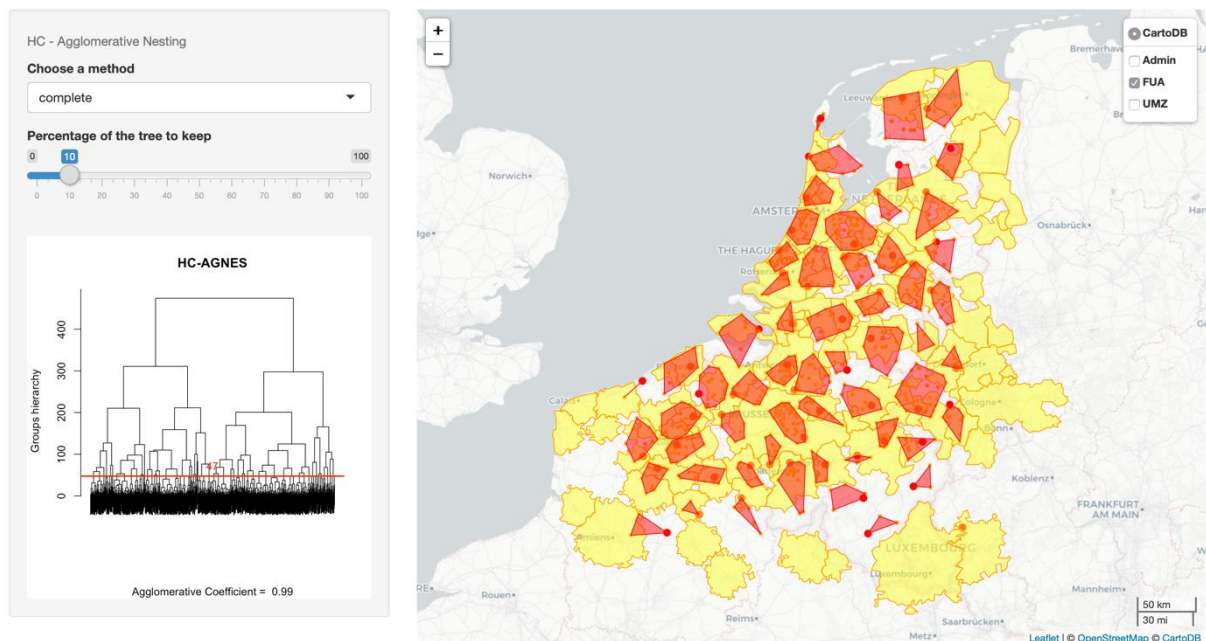 HC - Agglomerative Nesting
Choose a method
complete
Percentage of the tree to keep
0 10 100
0 10 20 30 40 50 60 70 80 90 100
HC-AGNES
Groups hierarchy
400
300
200
100
0
47
Agglomerative Coefficient = 0.99
+
−
CartoDB
Admin
FUA
UMZ
Bremerhaven
Norwich
AMSTERDAM
Osnabrück
THE HAGUE
Cologne
Bonn
Koblenz
FRANKFURT
AM MAIN
Amiens
LUXEMBOURG
Luxembourg
Mannheim
Rouen
Reims
Saarbrücken
Metz
50 km
30 mi
Leaflet | © OpenStreetMap © CartoDB